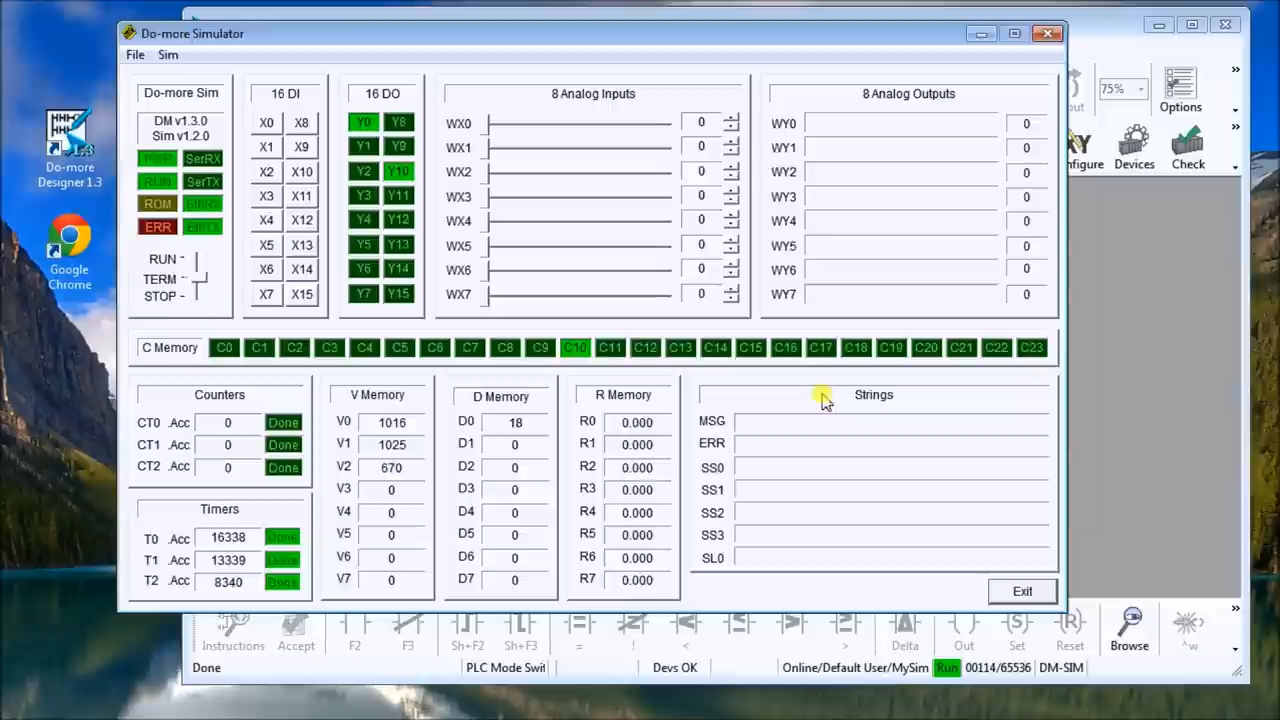 Do-more Simulator
File Sim
Do-more Sim
DM v1.3.0
Sim v1.2.0
PWR SerRX
RUN SerTX
ROM
ERR
RUN
TERM
STOP
16 DI
X0 X8
X1 X9
X2 X10
X3 X11
X4 X12
X5 X13
X6 X14
X7 X15
16 DO
Y0 Y8
Y1 Y9
Y2 Y10
Y3 Y11
Y4 Y12
Y5 Y13
Y6 Y14
Y7 Y15
8 Analog Inputs
WX0 0
WX1 0
WX2 0
WX3 0
WX4 0
WX5 0
WX6 0
WX7 0
8 Analog Outputs
WY0 0
WY1 0
WY2 0
WY3 0
WY4 0
WY5 0
WY6 0
WY7 0
C Memory C0 C1 C2 C3 C4 C5 C6 C7 C8 C9 C10 C11 C12 C13 C14 C15 C16 C17 C18 C19 C20 C21 C22 C23
Counters
CT0 .Acc 0 Done
CT1 .Acc 0 Done
CT2 .Acc 0 Done
Timers
T0 .Acc 16338 Done
T1 .Acc 13339 Done
T2 .Acc 8340 Done
V Memory
V0 1016
V1 1025
V2 670
V3 0
V4 0
V5 0
V6 0
V7 0
D Memory
D0 18
D1 0
D2 0
D3 0
D4 0
D5 0
D6 0
D7 0
R Memory
R0 0.000
R1 0.000
R2 0.000
R3 0.000
R4 0.000
R5 0.000
R6 0.000
R7 0.000
Strings
MSG
ERR
SS0
SS1
SS2
SS3
SL0
Exit
Do-more
Designer 1.3
Google
Chrome
75%
Options
Devices Check
Instructions Accept F2 F3 Sh+F2 Sh+F3 = ! < > Delta Out Set Reset Browse ^w
Done PLC Mode Swit Devs OK Online/Default User/MySim Run 00114/65536 DM-SIM